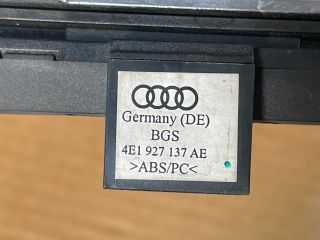 Germany (DE)
BGS
4E1 927 137 AE
>ABS/PC<